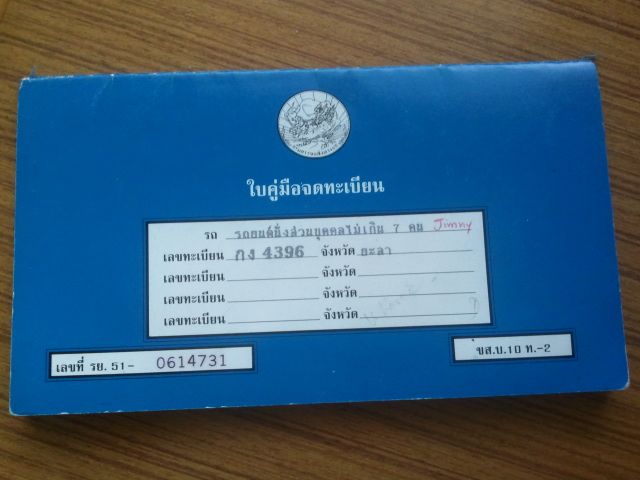 ใบคู่มือจดทะเบียน
รถ รถยนต์นั่งส่วนบุคคลไม่เกิน 7 คน Jimny
เลขทะเบียน กง 4396 จังหวัด ยะลา
เลขทะเบียน จังหวัด
เลขทะเบียน จังหวัด
เลขทะเบียน จังหวัด
เลขที่ รย. 51- 0614731
ขส.บ.10 ท.-2